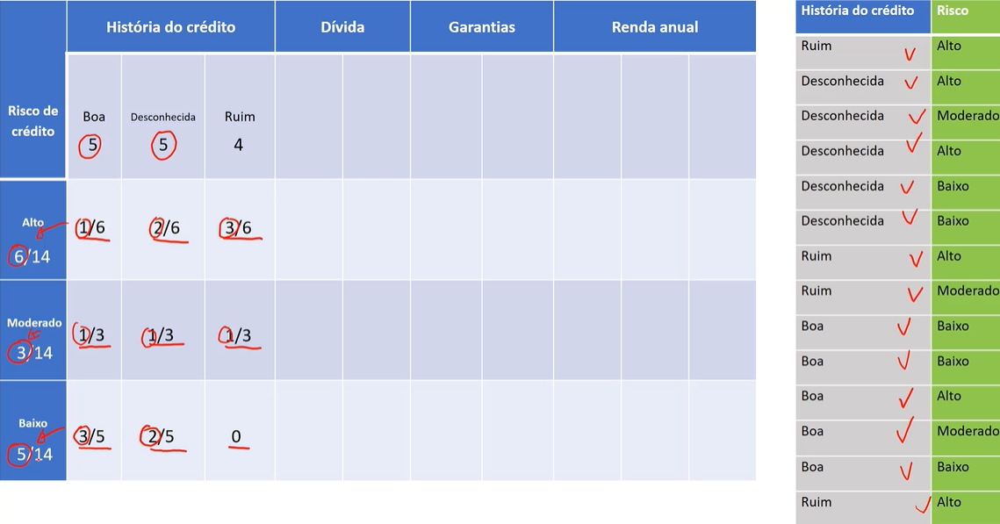 História do crédito Dívida Garantias Renda anual
Risco de crédito
Boa Desconhecida Ruim
5 5 4
Alto
6/14
1/6 2/6 3/6
Moderado
3/14
1/3 1/3 1/3
Baixo
5/14
3/5 2/5 0
História do crédito Risco
Ruim Alto
Desconhecida Alto
Desconhecida Moderado
Desconhecida Alto
Desconhecida Baixo
Desconhecida Baixo
Ruim Alto
Ruim Moderado
Boa Baixo
Boa Baixo
Boa Alto
Boa Moderado
Boa Baixo
Ruim Alto